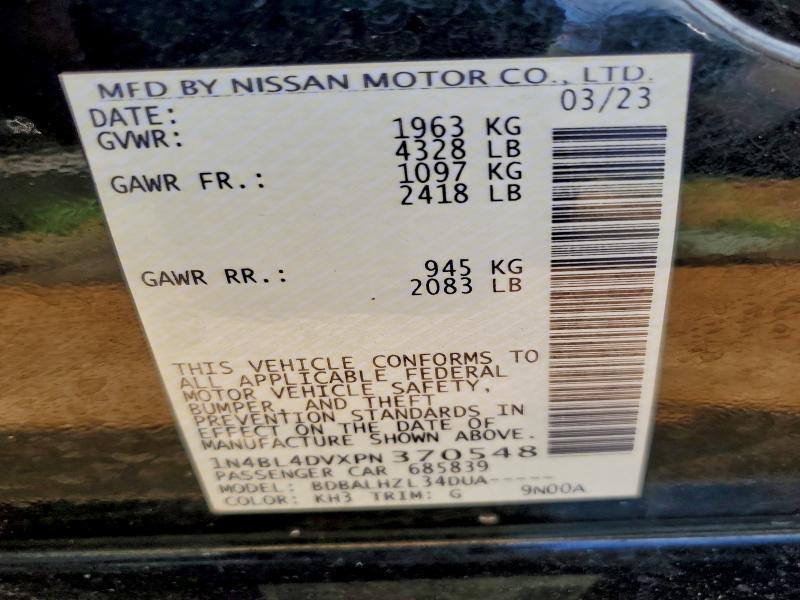 MFD BY NISSAN MOTOR CO., LTD.
DATE: 03/23
GVWR: 1963 KG
4328 LB
GAWR FR.: 1097 KG
2418 LB
GAWR RR.: 945 KG
2083 LB
THIS VEHICLE CONFORMS TO
ALL APPLICABLE FEDERAL
MOTOR VEHICLE SAFETY,
BUMPER, AND THEFT
PREVENTION STANDARDS IN
EFFECT ON THE DATE OF
MANUFACTURE SHOWN ABOVE.
1N4BL4DVXPN370548
PASSENGER CAR 685839
MODEL: BDBALHZL34DUA-----
COLOR: KH3 TRIM: G 9N00A